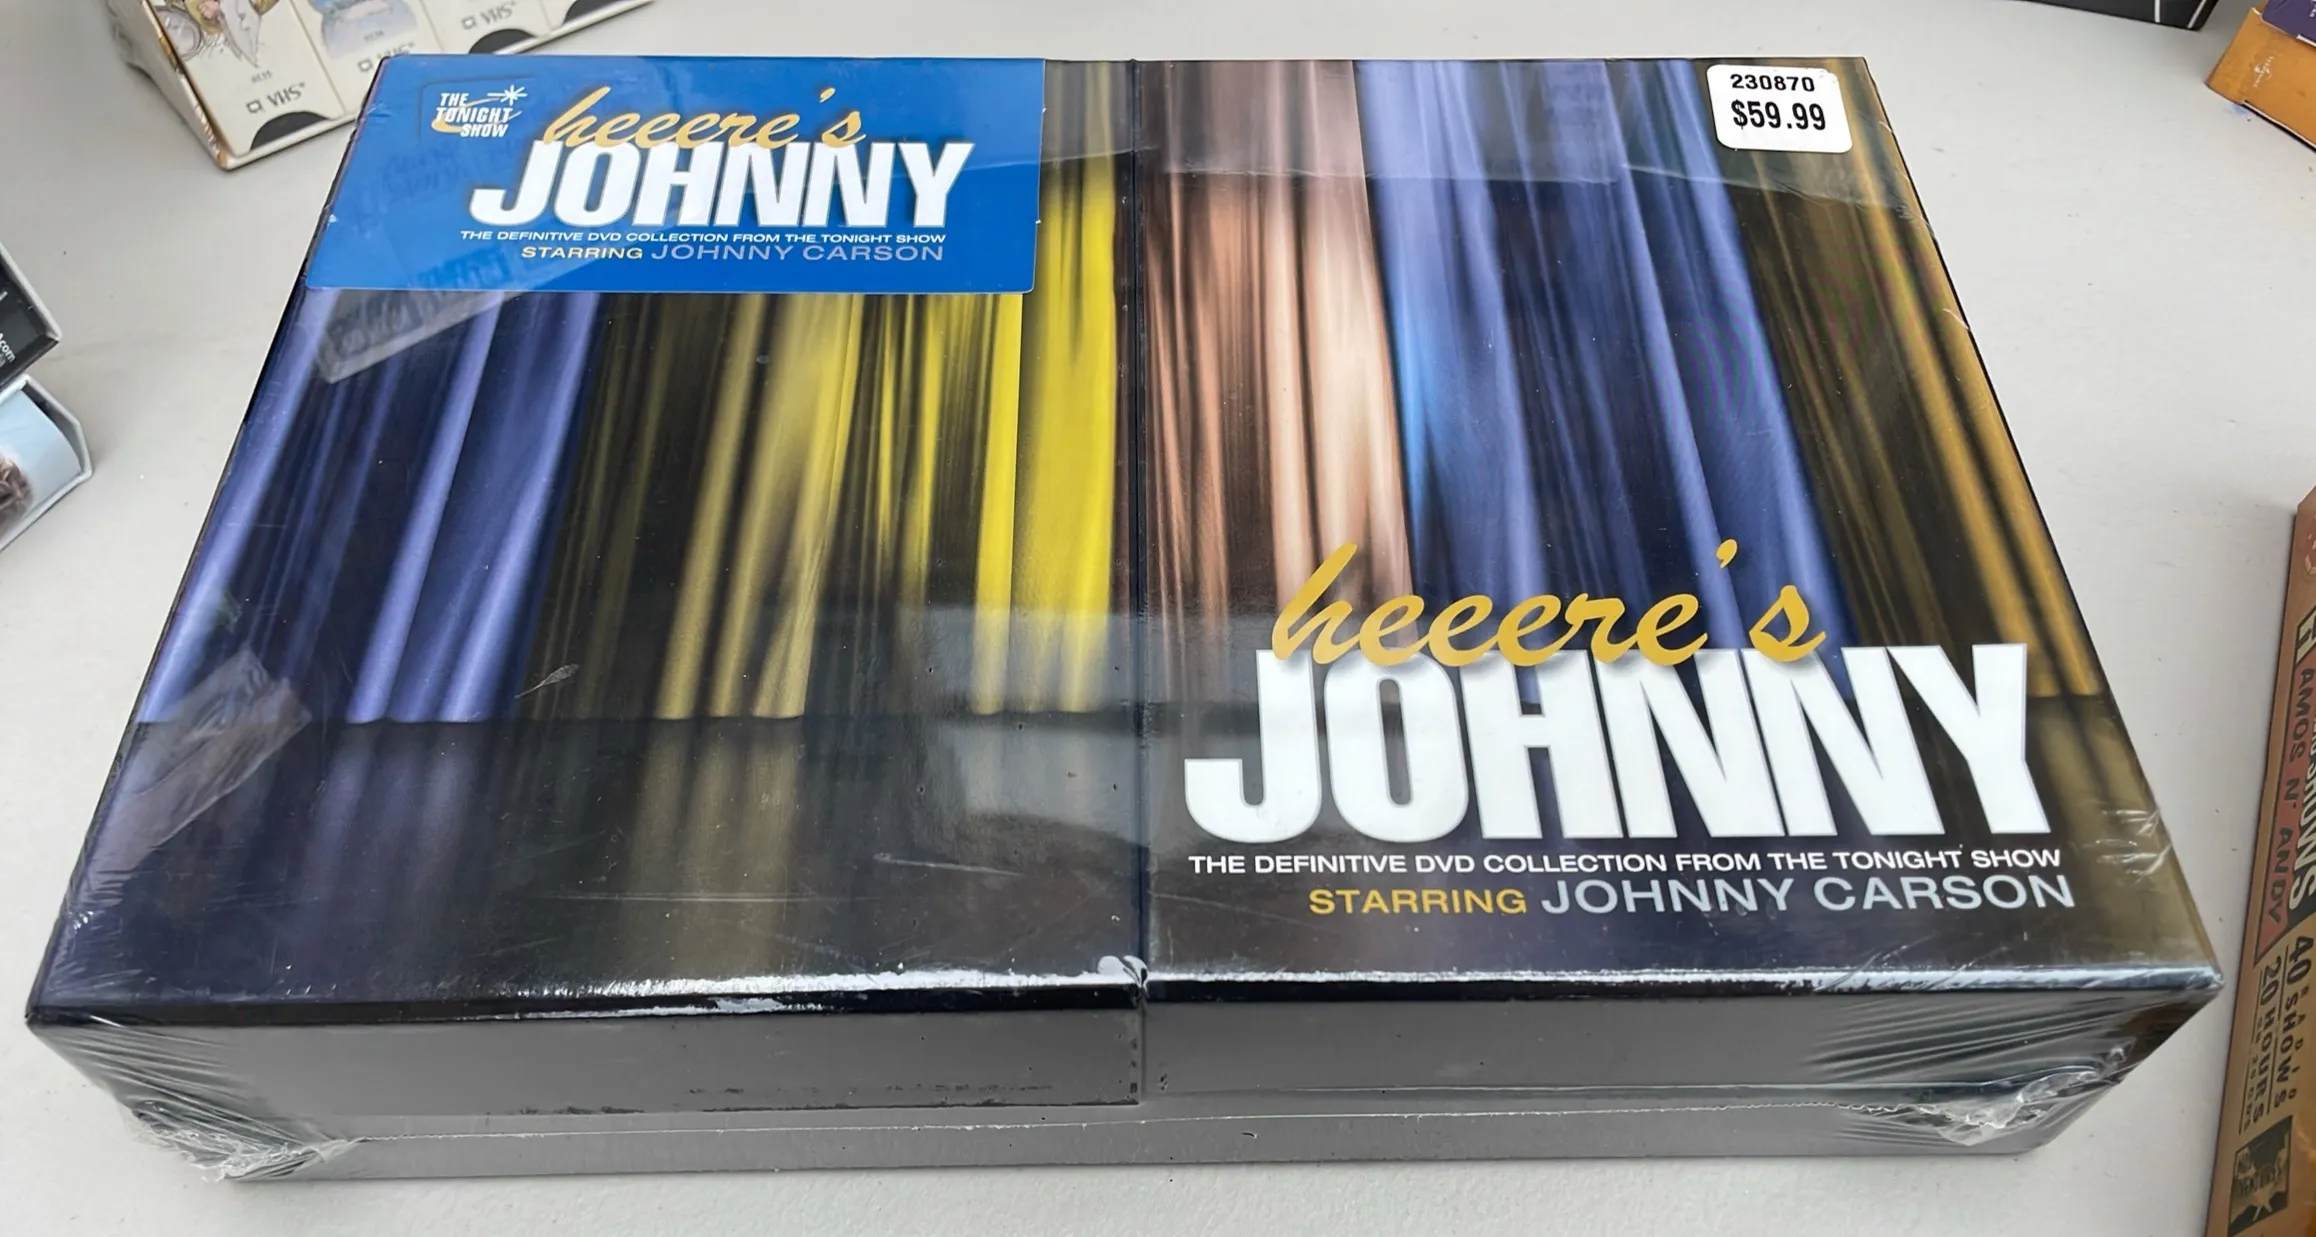 VHS
VHS
VHS
THE
TONIGHT
SHOW
heeere's
JOHNNY
THE DEFINITIVE DVD COLLECTION FROM THE TONIGHT SHOW
STARRING JOHNNY CARSON
230870
$59.99
heeere's
JOHNNY
THE DEFINITIVE DVD COLLECTION FROM THE TONIGHT SHOW
STARRING JOHNNY CARSON
Acorn
AMOS N' ANDY
40 SHOWS
20 HOURS